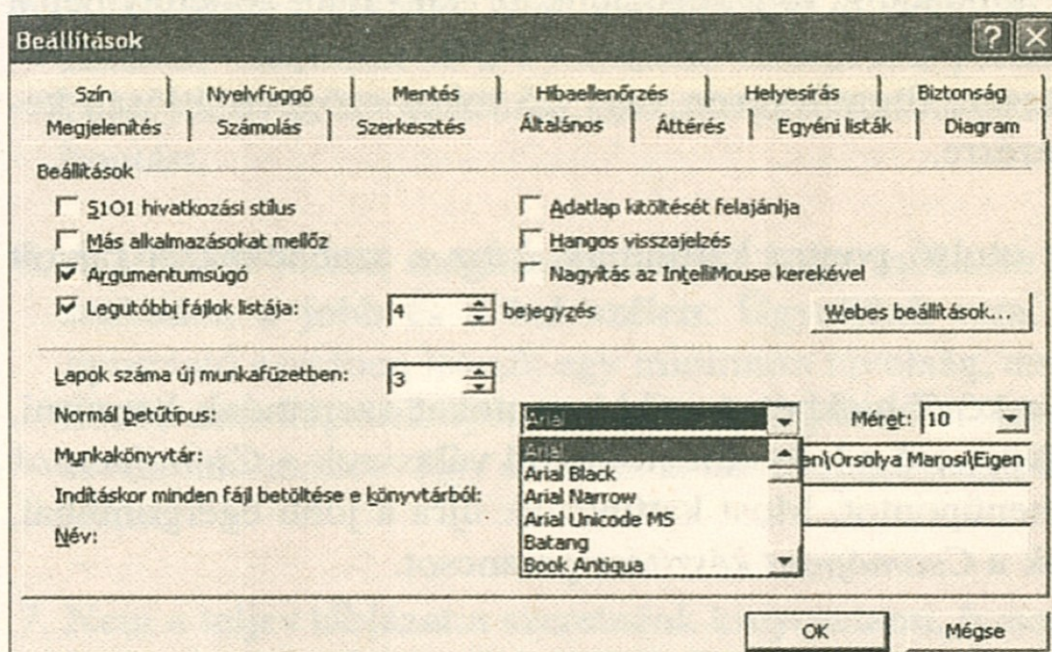 Beállítások
Szín Nyelvfüggő Mentés Hibaellenőrzés Helyesírás Biztonság
Megjelenítés Számolás Szerkesztés Általános Áttérés Egyéni listák Diagram
Beállítások
S1O1 hivatkozási stílus
Más alkalmazásokat mellőz
Argumentumsúgó
Legutóbbi fájlok listája: 4 bejegyzés
Adatlap kitöltését felajánlja
Hangos visszajelzés
Nagyítás az IntelliMouse kerekével
Webes beállítások...
Lapok száma új munkafüzetben: 3
Normál betűtípus: Arial Méret: 10
Munkakönyvtár: en\Orsolya Marosi\Eigen
Indításkor minden fájl betöltése e könyvtárból:
Név:
Arial
Arial Black
Arial Narrow
Arial Unicode MS
Batang
Book Antiqua
OK Mégse